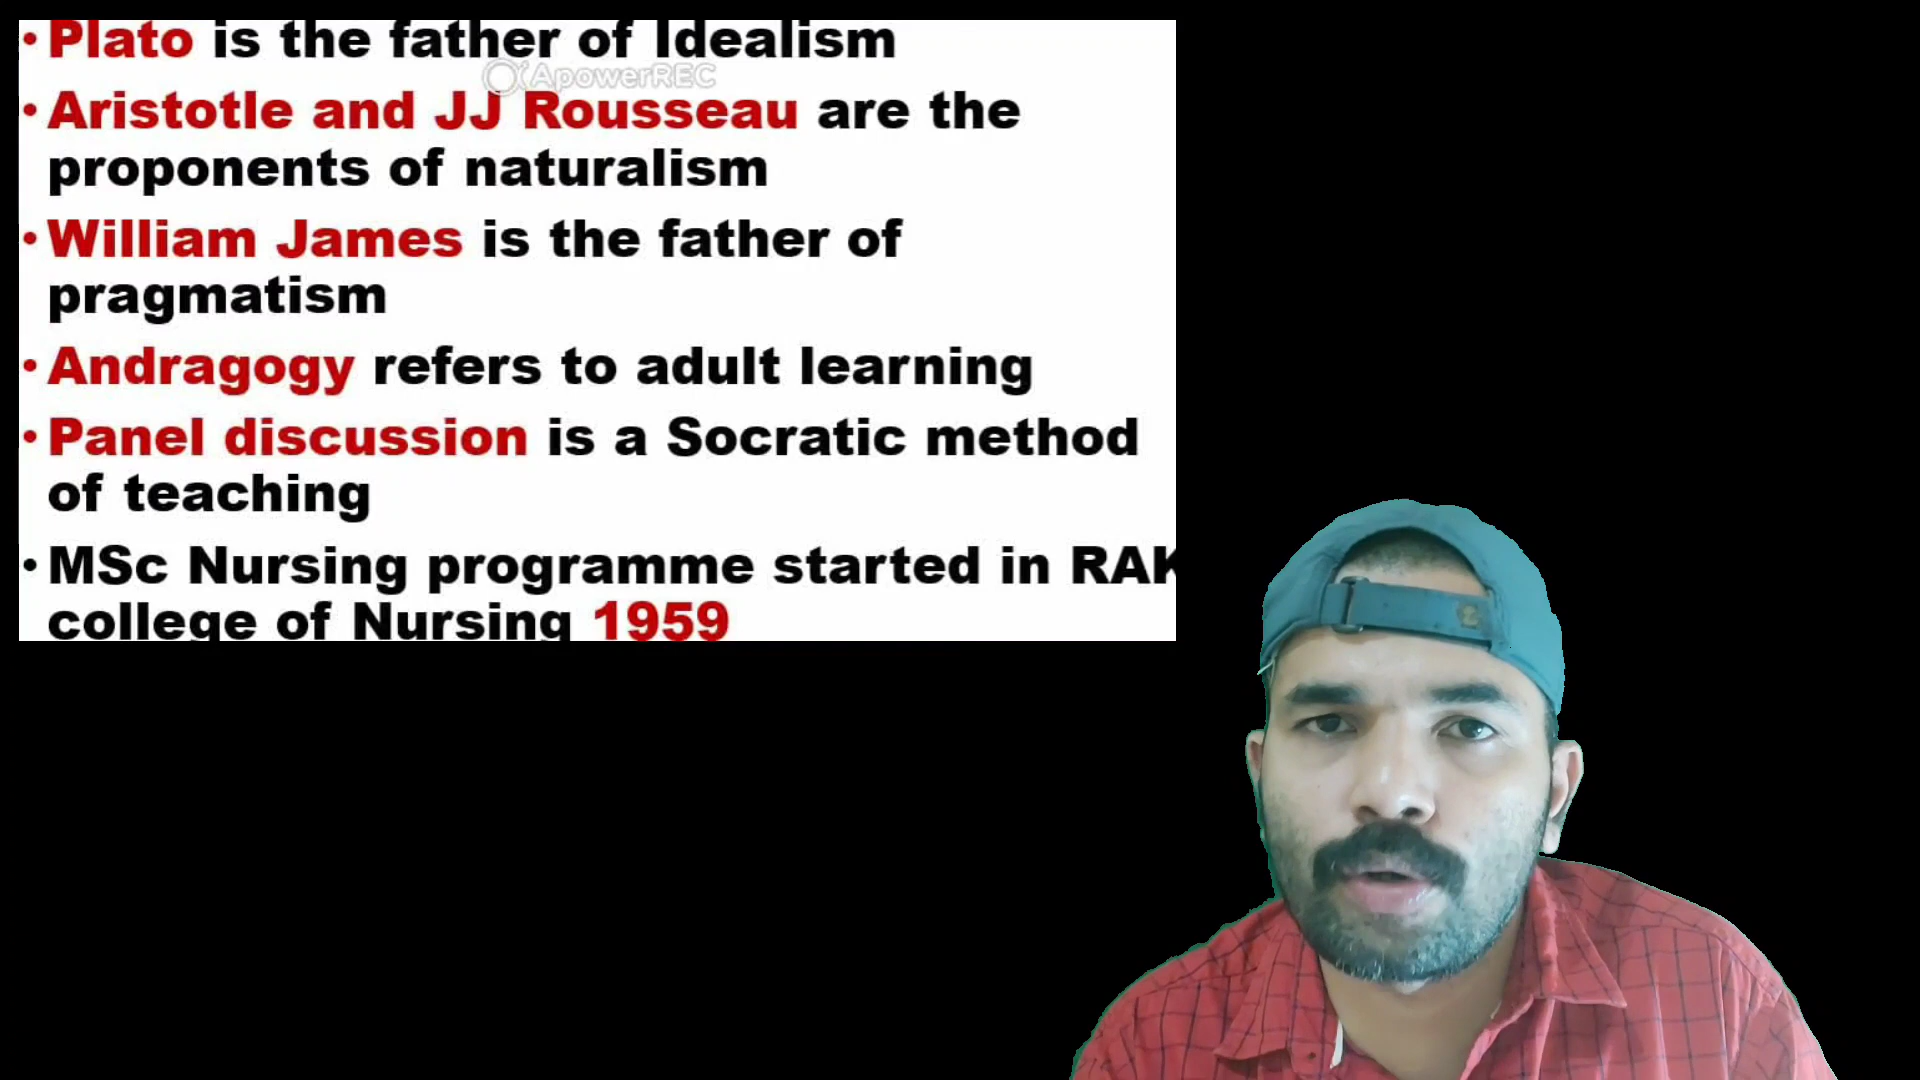 • Plato is the father of Idealism
ApowerREC
• Aristotle and JJ Rousseau are the
proponents of naturalism
• William James is the father of
pragmatism
• Andragogy refers to adult learning
• Panel discussion is a Socratic method
of teaching
• MSc Nursing programme started in RAK
college of Nursing 1959